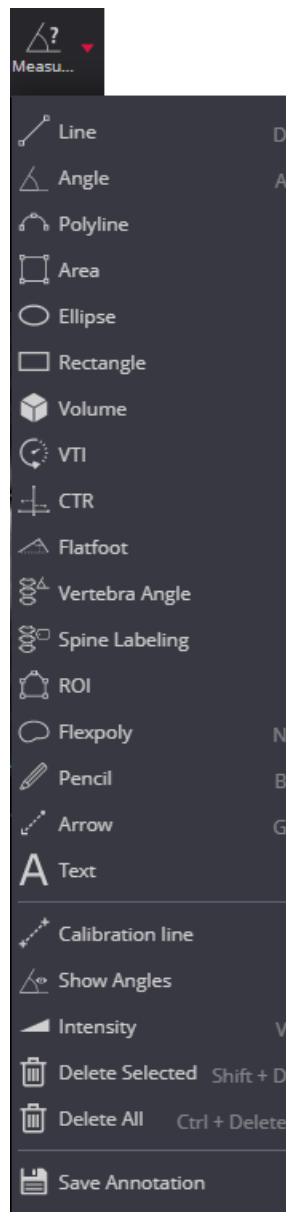 ?
Measu...
Line D
Angle A
Polyline
Area
Ellipse
Rectangle
Volume
VTI
CTR
Flatfoot
Vertebra Angle
Spine Labeling
ROI
Flexpoly N
Pencil B
Arrow G
A Text
Calibration line
Show Angles
Intensity V
Delete Selected Shift + D
Delete All Ctrl + Delete
Save Annotation